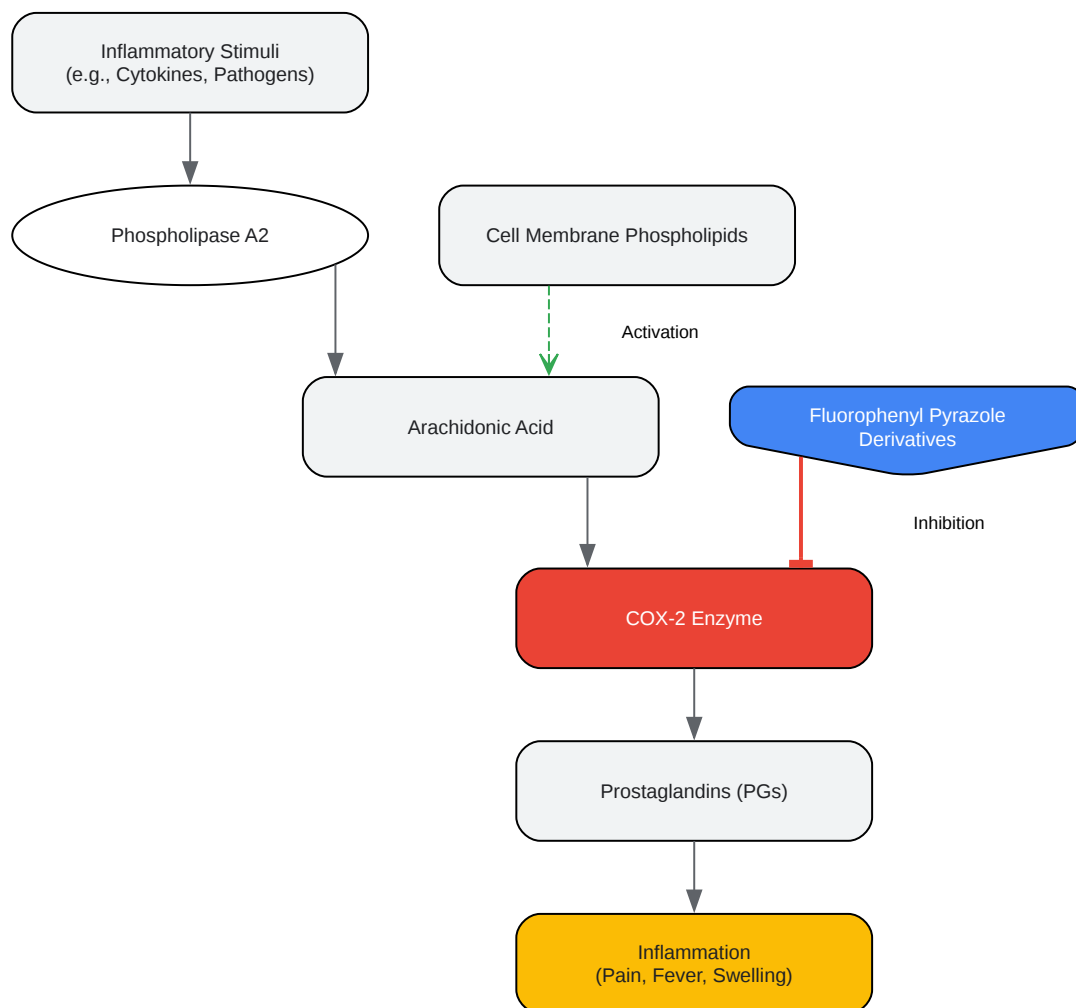 Inflammatory Stimuli
(e.g., Cytokines, Pathogens)
Phospholipase A2
Cell Membrane Phospholipids
Activation
Arachidonic Acid
Fluorophenyl Pyrazole
Derivatives
Inhibition
COX-2 Enzyme
Prostaglandins (PGs)
Inflammation
(Pain, Fever, Swelling)